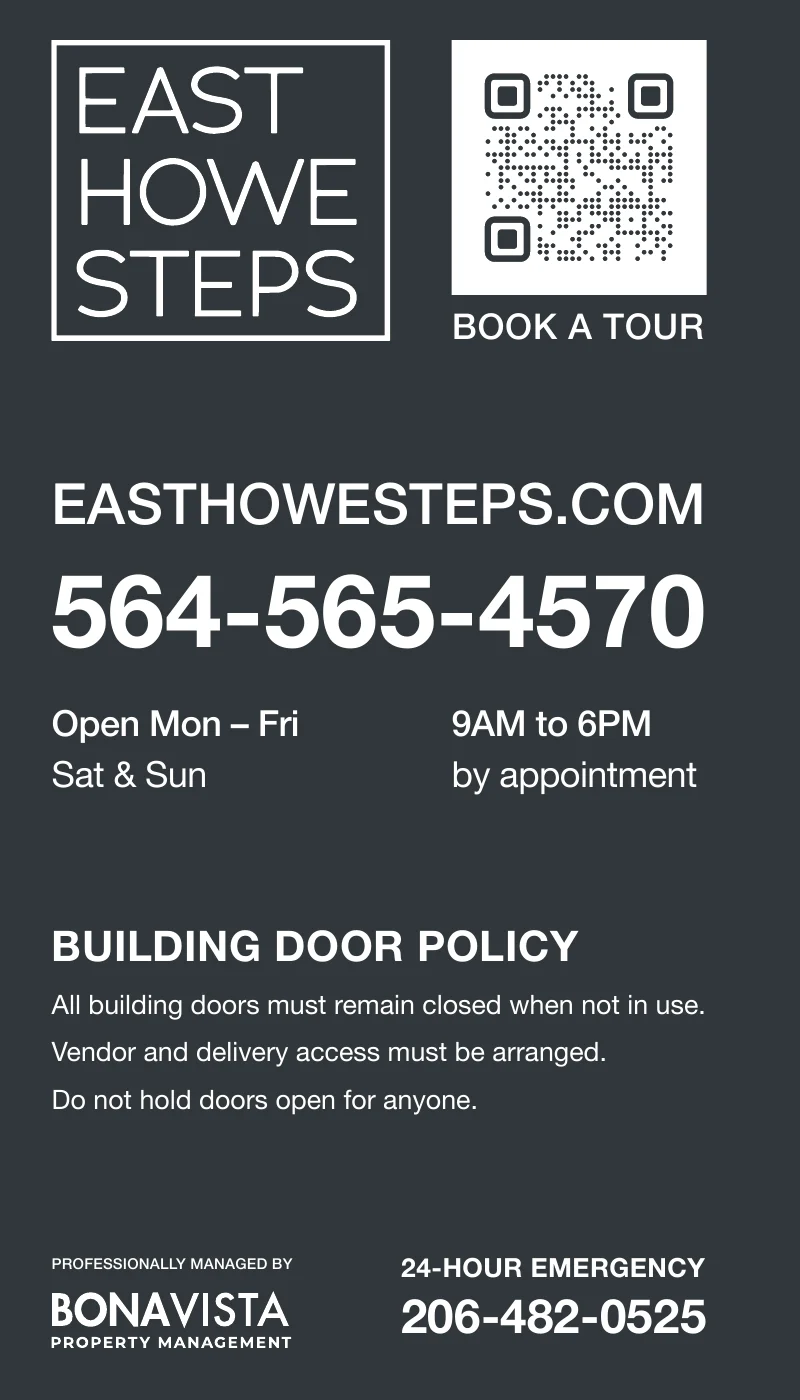 EAST
HOWE
STEPS
BOOK A TOUR
EASTHOWESTEPS.COM
564-565-4570
Open Mon – Fri 9AM to 6PM
Sat & Sun by appointment
BUILDING DOOR POLICY
All building doors must remain closed when not in use.
Vendor and delivery access must be arranged.
Do not hold doors open for anyone.
PROFESSIONALLY MANAGED BY
BONAVISTA
PROPERTY MANAGEMENT
24-HOUR EMERGENCY
206-482-0525